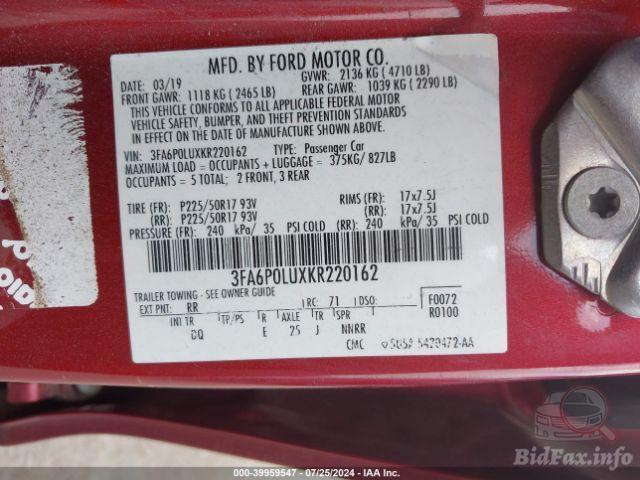 MFD. BY FORD MOTOR CO.
DATE: 03/19 GVWR: 2136 KG ( 4710 LB)
FRONT GAWR: 1118 KG ( 2465 LB) REAR GAWR: 1039 KG ( 2290 LB)
THIS VEHICLE CONFORMS TO ALL APPLICABLE FEDERAL MOTOR
VEHICLE SAFETY, BUMPER, AND THEFT PREVENTION STANDARDS
IN EFFECT ON THE DATE OF MANUFACTURE SHOWN ABOVE.
VIN: 3FA6P0LUXKR220162 TYPE: Passenger Car
MAXIMUM LOAD = OCCUPANTS + LUGGAGE = 375KG/ 827LB
OCCUPANTS = 5 TOTAL; 2 FRONT, 3 REAR
TIRE (FR): P225/50R17 93V RIMS (FR): 17x7.5J
(RR): P225/50R17 93V (RR): 17x7.5J
PRESSURE (FR): 240 kPa/ 35 PSI COLD (RR): 240 kPa/ 35 PSI COLD
3FA6P0LUXKR220162
TRAILER TOWING - SEE OWNER GUIDE
EXT PNT: RR RC: 71 DSO: F0072
INT TR TP/PS R AXLE TR SPR R0100
DQ E 25 J NNRR
CMC 5U5A 5420472-AA
BidFax.info
000-39959547 - 07/25/2024 - IAA Inc.